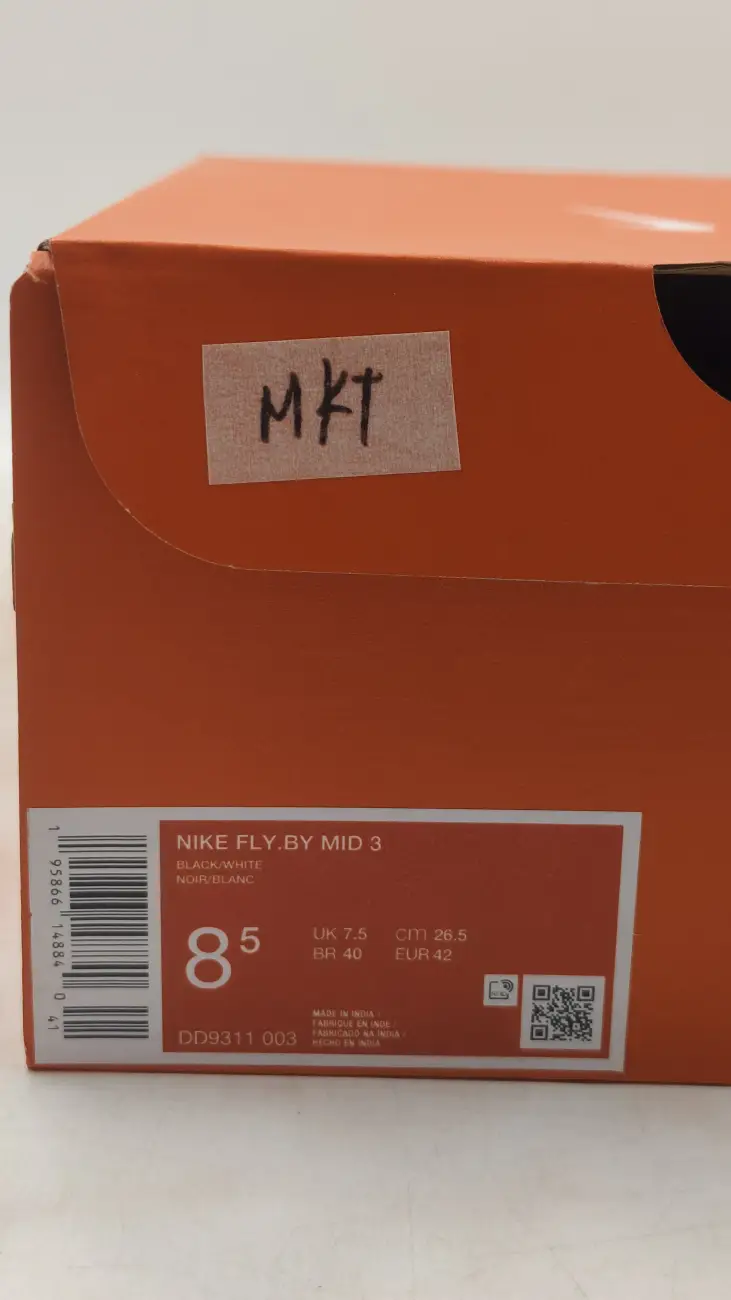 MKT
NIKE FLY.BY MID 3
BLACK/WHITE
NOIR/BLANC
8⁵
UK 7.5 cm 26.5
BR 40 EUR 42
DD9311 003
MADE IN INDIA /
FABRIQUE EN INDE /
FABRICADO NA INDIA /
HECHO EN INDIA
1 95866 14884 0 41